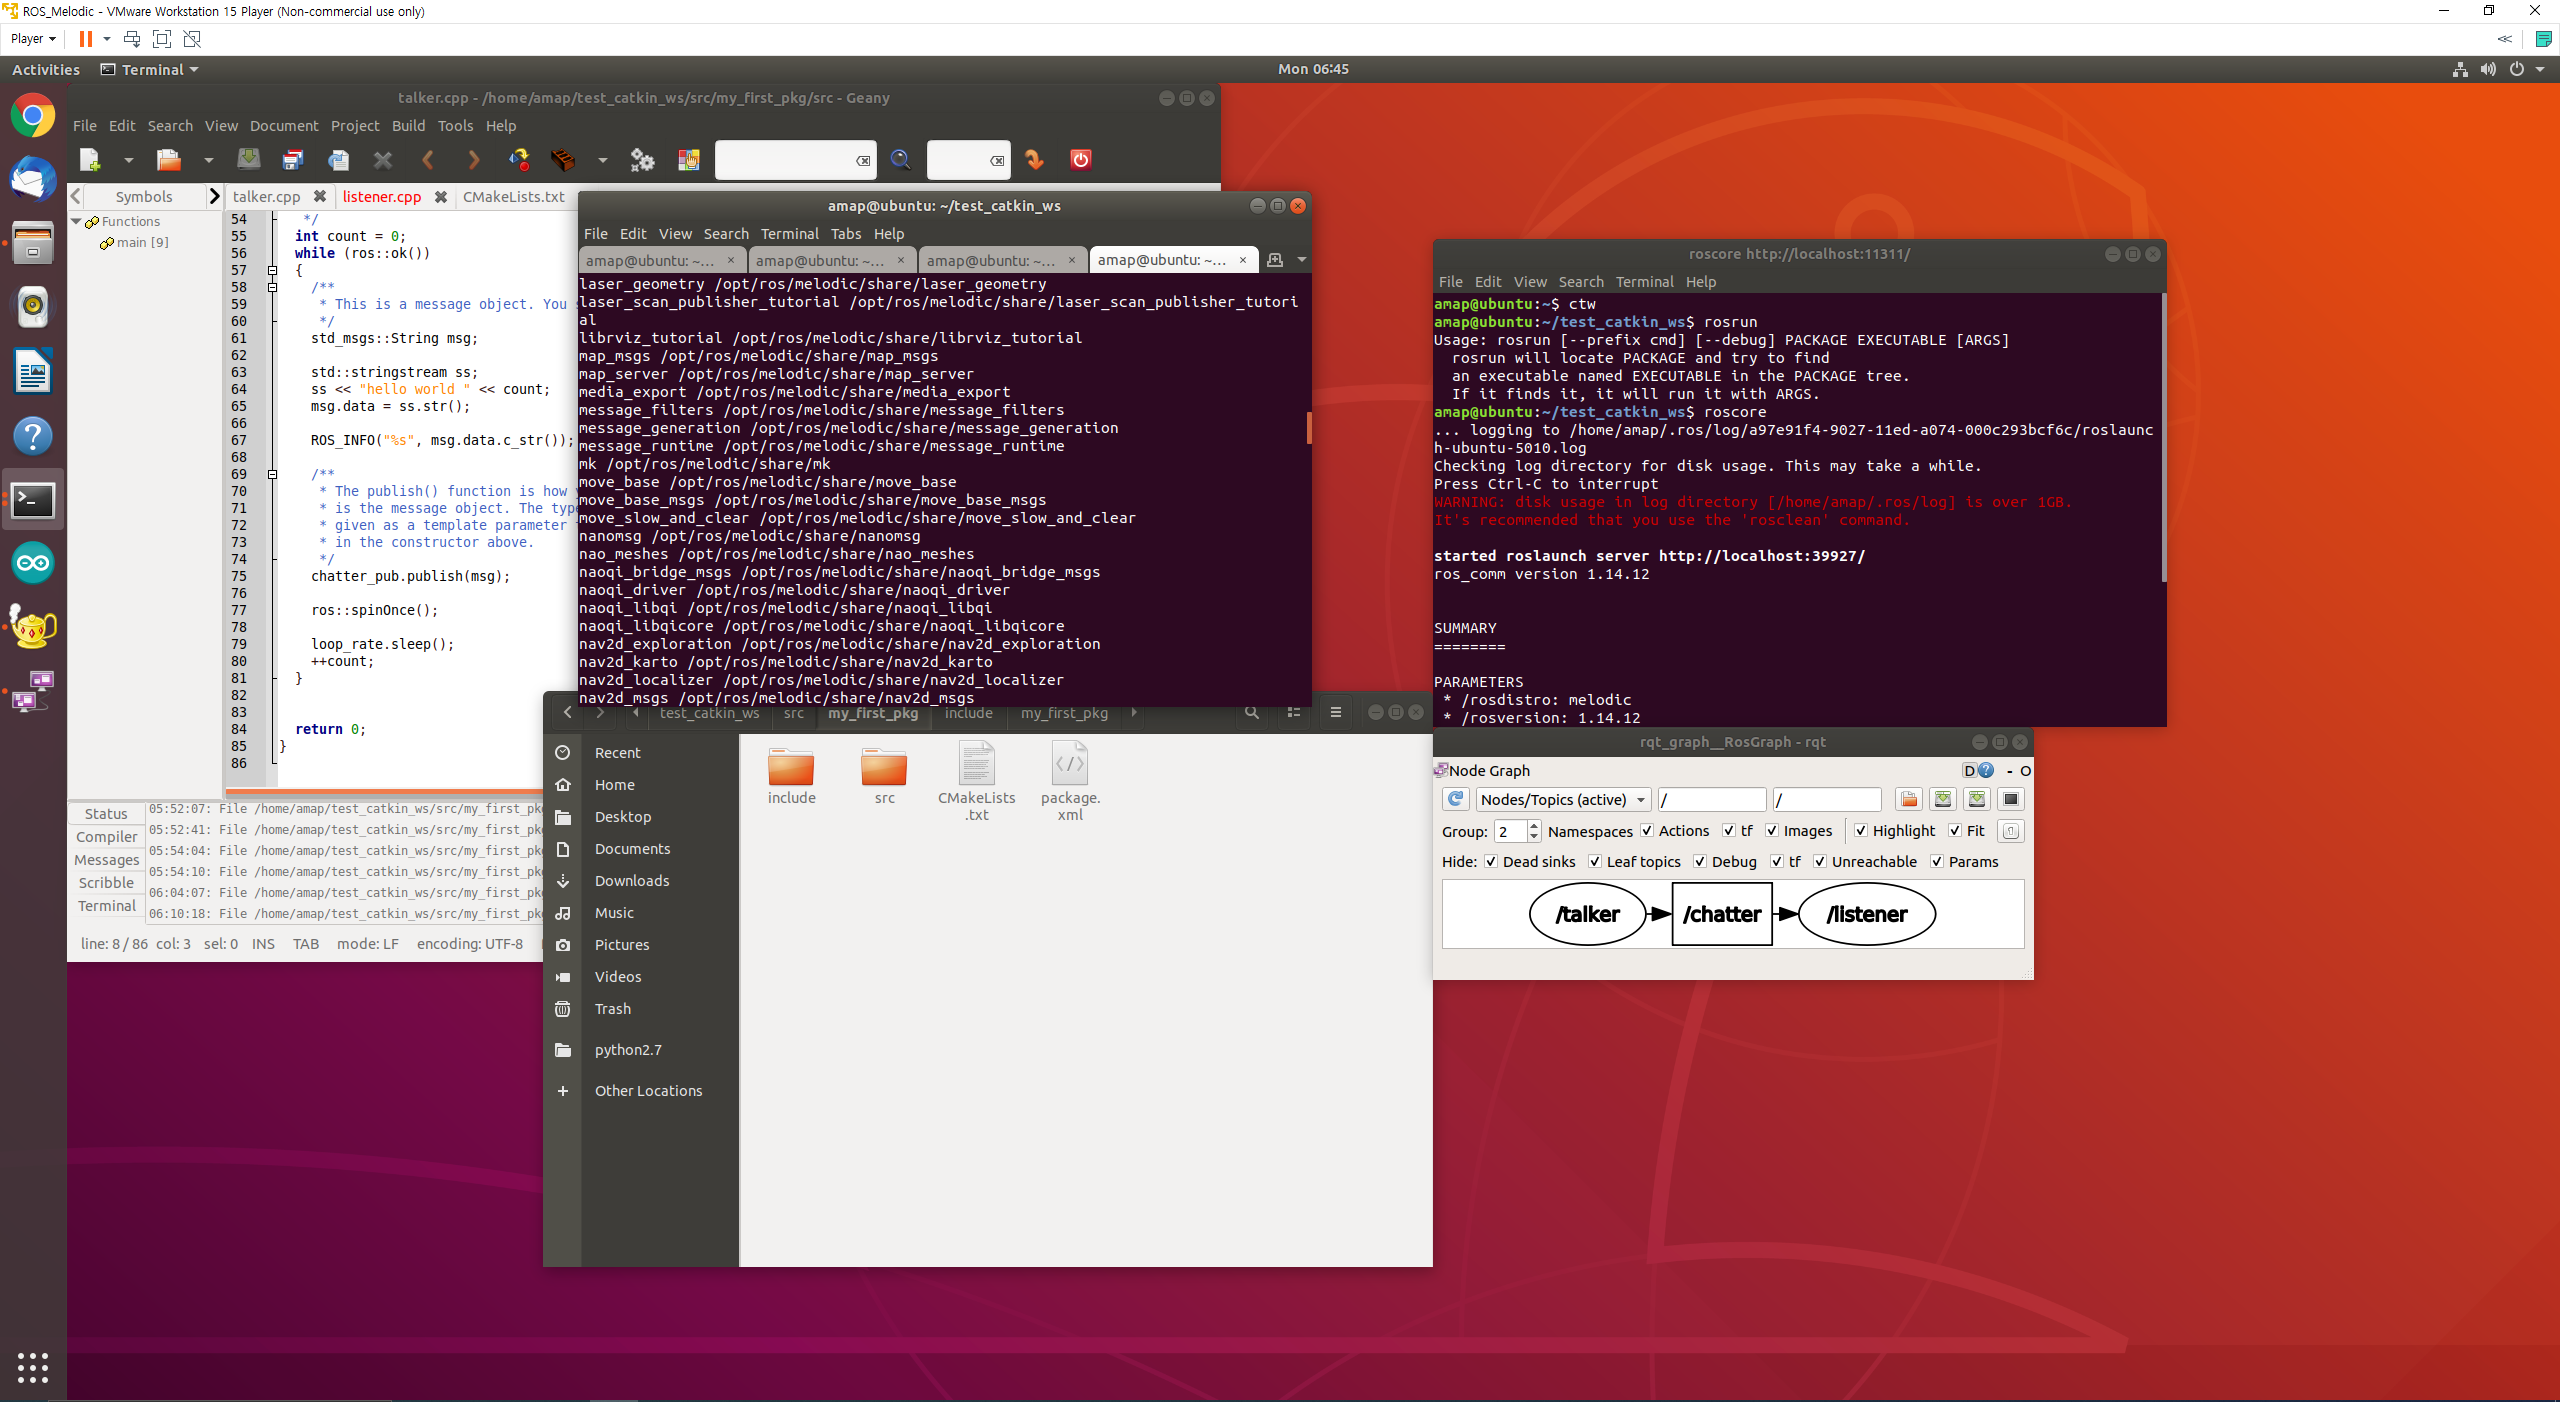 ROS_Melodic - VMware Workstation 15 Player (Non-commercial use only)
Player
Activities
Terminal
Mon 06:45
talker.cpp - /home/amap/test_catkin_ws/src/my_first_pkg/src - Geany
File Edit Search View Document Project Build Tools Help
Symbols
talker.cpp
listener.cpp
CMakeLists.txt
Functions
main [9]
54 */
55 int count = 0;
56 while (ros::ok())
57 {
58 /**
59 * This is a message object. You
60 */
61 std_msgs::String msg;
62
63 std::stringstream ss;
64 ss << "hello world " << count;
65 msg.data = ss.str();
66
67 ROS_INFO("%s", msg.data.c_str());
68
69 /**
70 * The publish() function is how
71 * is the message object. The type
72 * given as a template parameter
73 * in the constructor above.
74 */
75 chatter_pub.publish(msg);
76
77 ros::spinOnce();
78
79 loop_rate.sleep();
80 ++count;
81 }
82
83
84 return 0;
85 }
86
Status
Compiler
Messages
Scribble
Terminal
05:52:07: File /home/amap/test_catkin_ws/src/my_first_pk
05:52:41: File /home/amap/test_catkin_ws/src/my_first_pk
05:54:04: File /home/amap/test_catkin_ws/src/my_first_pk
05:54:10: File /home/amap/test_catkin_ws/src/my_first_pk
06:04:07: File /home/amap/test_catkin_ws/src/my_first_pk
06:10:18: File /home/amap/test_catkin_ws/src/my_first_pk
line: 8 / 86 col: 3 sel: 0 INS TAB mode: LF encoding: UTF-8
amap@ubuntu: ~/test_catkin_ws
File Edit View Search Terminal Tabs Help
amap@ubuntu: ~...
amap@ubuntu: ~...
amap@ubuntu: ~...
amap@ubuntu: ~...
laser_geometry /opt/ros/melodic/share/laser_geometry
laser_scan_publisher_tutorial /opt/ros/melodic/share/laser_scan_publisher_tutori
al
librviz_tutorial /opt/ros/melodic/share/librviz_tutorial
map_msgs /opt/ros/melodic/share/map_msgs
map_server /opt/ros/melodic/share/map_server
media_export /opt/ros/melodic/share/media_export
message_filters /opt/ros/melodic/share/message_filters
message_generation /opt/ros/melodic/share/message_generation
message_runtime /opt/ros/melodic/share/message_runtime
mk /opt/ros/melodic/share/mk
move_base /opt/ros/melodic/share/move_base
move_base_msgs /opt/ros/melodic/share/move_base_msgs
move_slow_and_clear /opt/ros/melodic/share/move_slow_and_clear
nanomsg /opt/ros/melodic/share/nanomsg
nao_meshes /opt/ros/melodic/share/nao_meshes
naoqi_bridge_msgs /opt/ros/melodic/share/naoqi_bridge_msgs
naoqi_driver /opt/ros/melodic/share/naoqi_driver
naoqi_libqi /opt/ros/melodic/share/naoqi_libqi
naoqi_libqicore /opt/ros/melodic/share/naoqi_libqicore
nav2d_exploration /opt/ros/melodic/share/nav2d_exploration
nav2d_karto /opt/ros/melodic/share/nav2d_karto
nav2d_localizer /opt/ros/melodic/share/nav2d_localizer
nav2d_msgs /opt/ros/melodic/share/nav2d_msgs
test_catkin_ws src my_first_pkg include my_first_pkg
Recent
Home
Desktop
Documents
Downloads
Music
Pictures
Videos
Trash
python2.7
Other Locations
include
src
CMakeLists
.txt
package.
xml
roscore http://localhost:11311/
File Edit View Search Terminal Help
amap@ubuntu:~$ ctw
amap@ubuntu:~/test_catkin_ws$ rosrun
Usage: rosrun [--prefix cmd] [--debug] PACKAGE EXECUTABLE [ARGS]
rosrun will locate PACKAGE and try to find
an executable named EXECUTABLE in the PACKAGE tree.
If it finds it, it will run it with ARGS.
amap@ubuntu:~/test_catkin_ws$ roscore
... logging to /home/amap/.ros/log/a97e91f4-9027-11ed-a074-000c293bcf6c/roslaunc
h-ubuntu-5010.log
Checking log directory for disk usage. This may take a while.
Press Ctrl-C to interrupt
WARNING: disk usage in log directory [/home/amap/.ros/log] is over 1GB.
It's recommended that you use the 'rosclean' command.
started roslaunch server http://localhost:39927/
ros_comm version 1.14.12
SUMMARY
========
PARAMETERS
* /rosdistro: melodic
* /rosversion: 1.14.12
rqt_graph__RosGraph - rqt
Node Graph
D - O
Nodes/Topics (active) / /
Group: 2 Namespaces Actions tf Images Highlight Fit
Hide: Dead sinks Leaf topics Debug tf Unreachable Params
/talker /chatter /listener